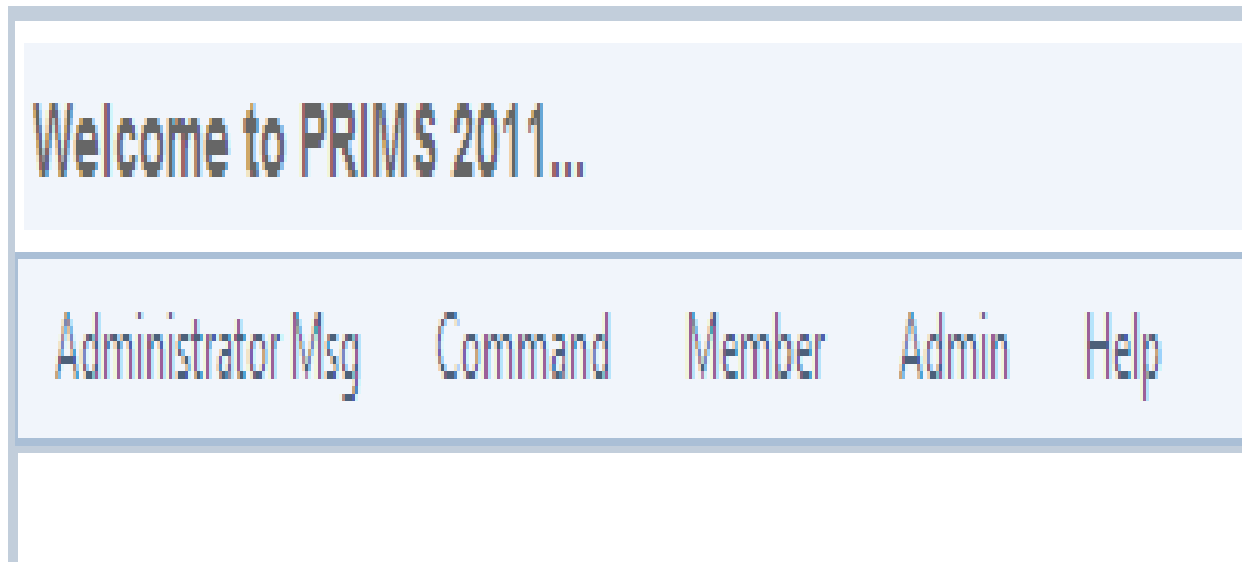 Welcome to PRIMS 2011...
Administrator Msg Command Member Admin Help